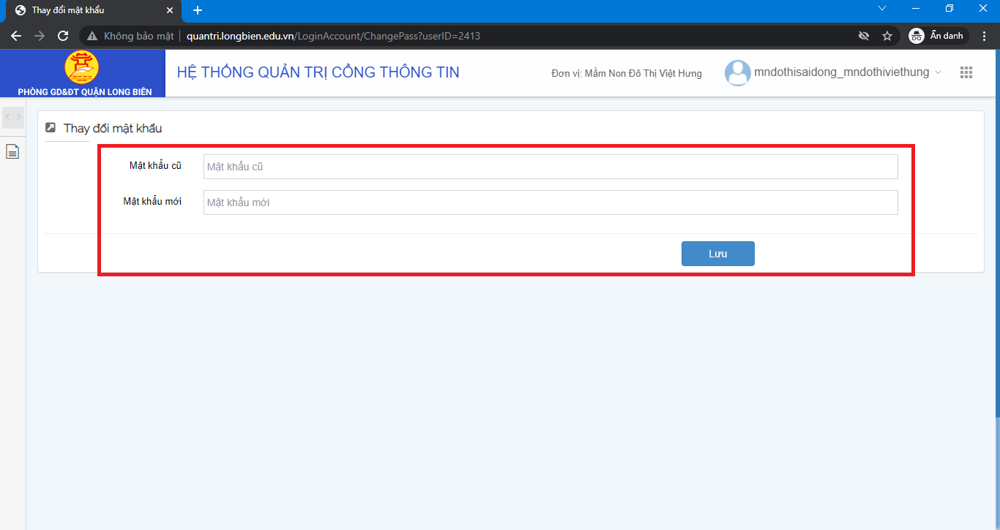 Thay đổi mật khẩu
Không bảo mật quantri.longbien.edu.vn/LoginAccount/ChangePass?userID=2413 Ẩn danh
PHÒNG GD&ĐT QUẬN LONG BIÊN
HỆ THỐNG QUẢN TRỊ CỔNG THÔNG TIN
Đơn vị: Mầm Non Đô Thị Việt Hưng
mndothisaidong_mndothiviethung
Thay đổi mật khẩu
Mật khẩu cũ Mật khẩu cũ
Mật khẩu mới Mật khẩu mới
Lưu